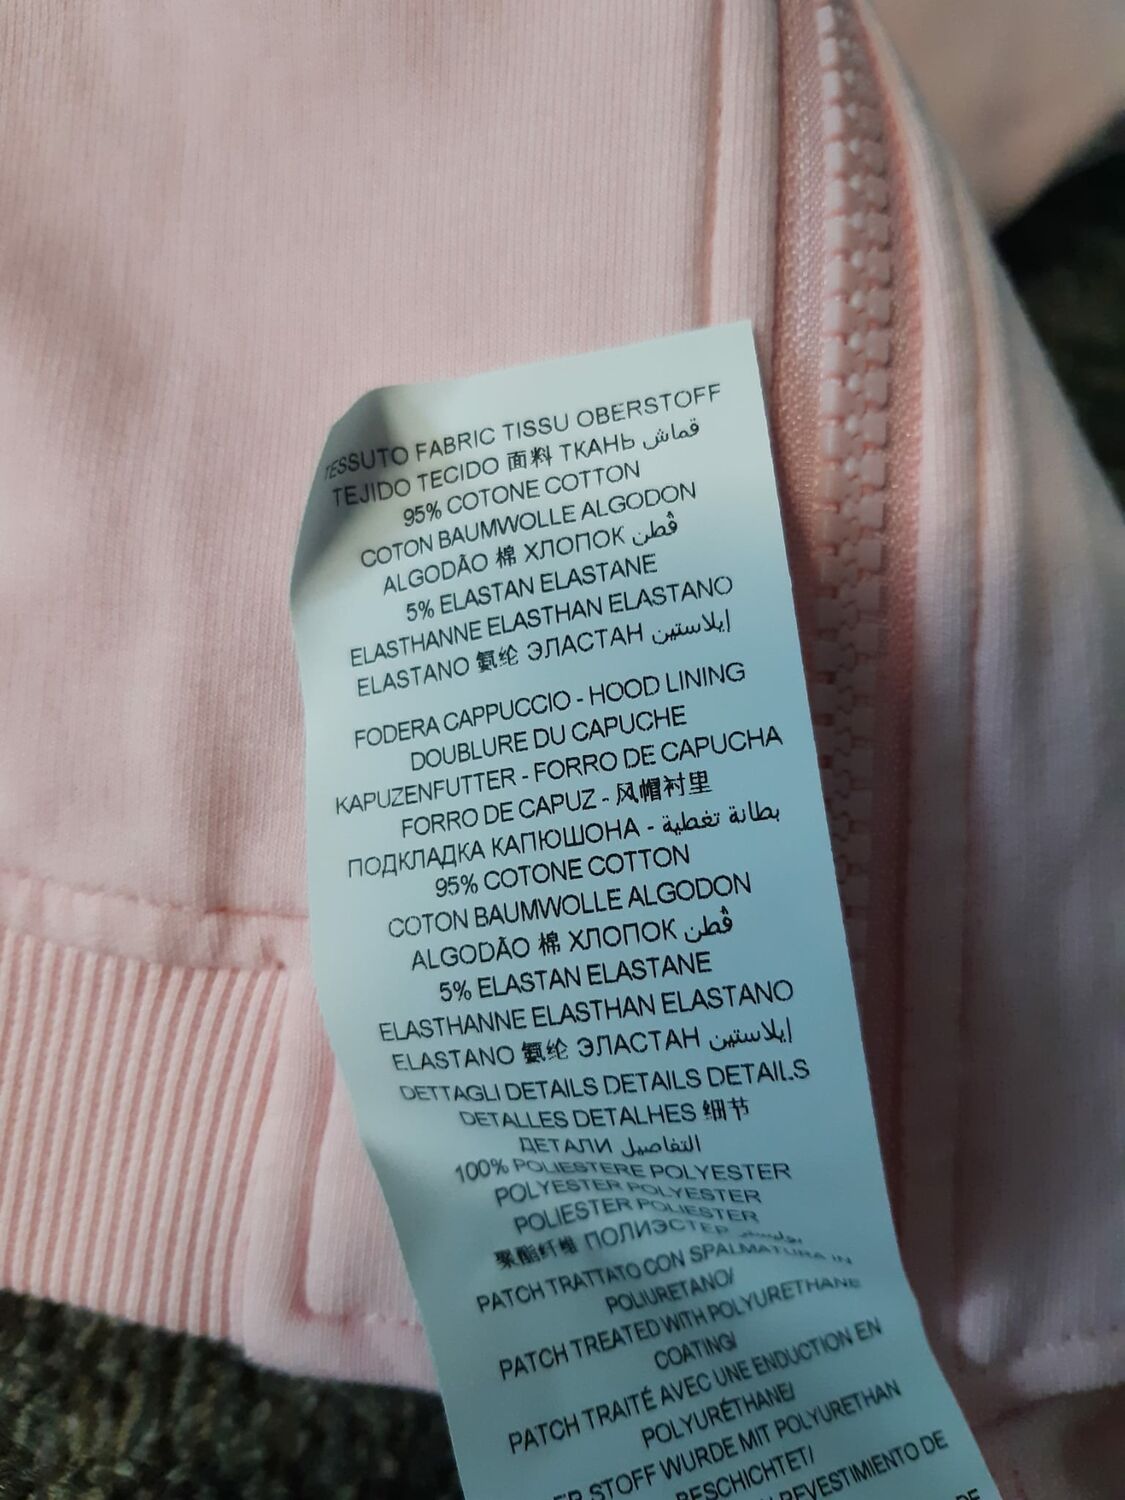 TESSUTO FABRIC TISSU OBERSTOFF
TEJIDO TECIDO 面料 ТКАНЬ قماش
95% COTONE COTTON
COTON BAUMWOLLE ALGODON
ALGODÃO 棉 ХЛОПОК قطن
5% ELASTAN ELASTANE
ELASTHANNE ELASTHAN ELASTANO
ELASTANO 氨纶 ЭЛАСТАН إيلاستين
FODERA CAPPUCCIO - HOOD LINING
DOUBLURE DU CAPUCHE
KAPUZENFUTTER - FORRO DE CAPUCHA
FORRO DE CAPUZ - 风帽衬里
ПОДКЛАДКА КАПЮШОНА - بطانة تغطية
95% COTONE COTTON
COTON BAUMWOLLE ALGODON
ALGODÃO 棉 ХЛОПОК قطن
5% ELASTAN ELASTANE
ELASTHANNE ELASTHAN ELASTANO
ELASTANO 氨纶 ЭЛАСТАН إيلاستين
DETTAGLI DETAILS DETAILS DETAILS
DETALLES DETALHES 细节
ДЕТАЛИ التفاصيل
100% POLIESTERE POLYESTER
POLYESTER POLYESTER
POLIESTER POLIESTER
聚酯纤维 ПОЛИЭСТЕР
PATCH TRATTATO CON SPALMATURA IN
POLIURETANO/
PATCH TREATED WITH POLYURETHANE
COATING/
PATCH TRAITÉ AVEC UNE ENDUCTION EN
POLYURÉTHANE/
STOFF WURDE MIT POLYURETHAN
BESCHICHTET/
REVESTIMIENTO DE
DE